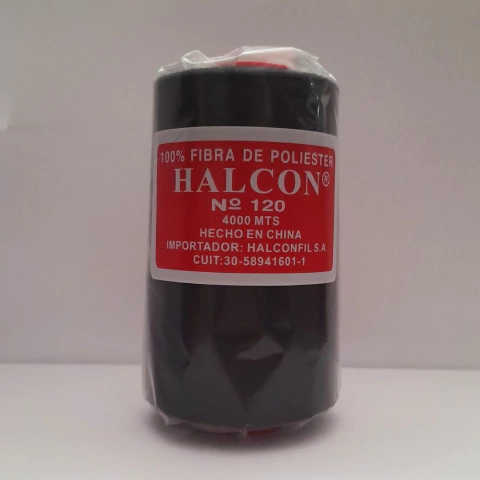 100% FIBRA DE POLIESTER
HALCON®
Nº 120
4000 MTS
HECHO EN CHINA
IMPORTADOR: HALCONFIL S.A.
CUIT:30-58941601-1